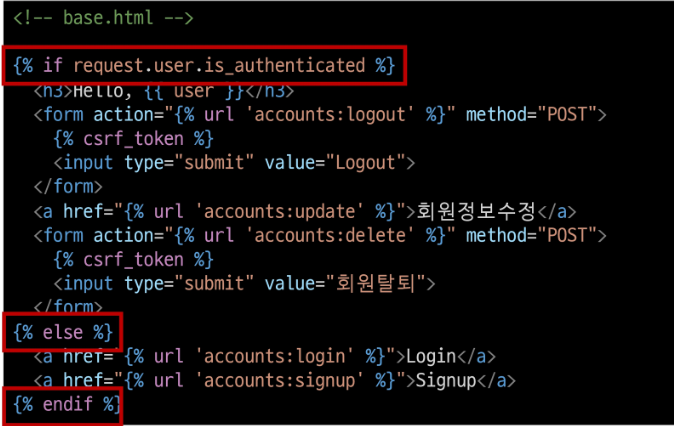 <!-- base.html -->
{% if request.user.is_authenticated %}
<h3>Hello, {{ user }}</h3>
<form action="{% url 'accounts:logout' %}" method="POST">
{% csrf_token %}
<input type="submit" value="Logout">
</form>
<a href="{% url 'accounts:update' %}">회원정보수정</a>
<form action="{% url 'accounts:delete' %}" method="POST">
{% csrf_token %}
<input type="submit" value="회원탈퇴">
</form>
{% else %}
<a href="{% url 'accounts:login' %}">Login</a>
<a href="{% url 'accounts:signup' %}">Signup</a>
{% endif %}